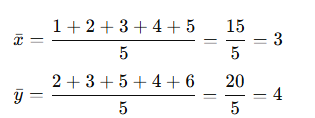 x̄ = (1 + 2 + 3 + 4 + 5)/5 = 15/5 = 3
ȳ = (2 + 3 + 5 + 4 + 6)/5 = 20/5 = 4